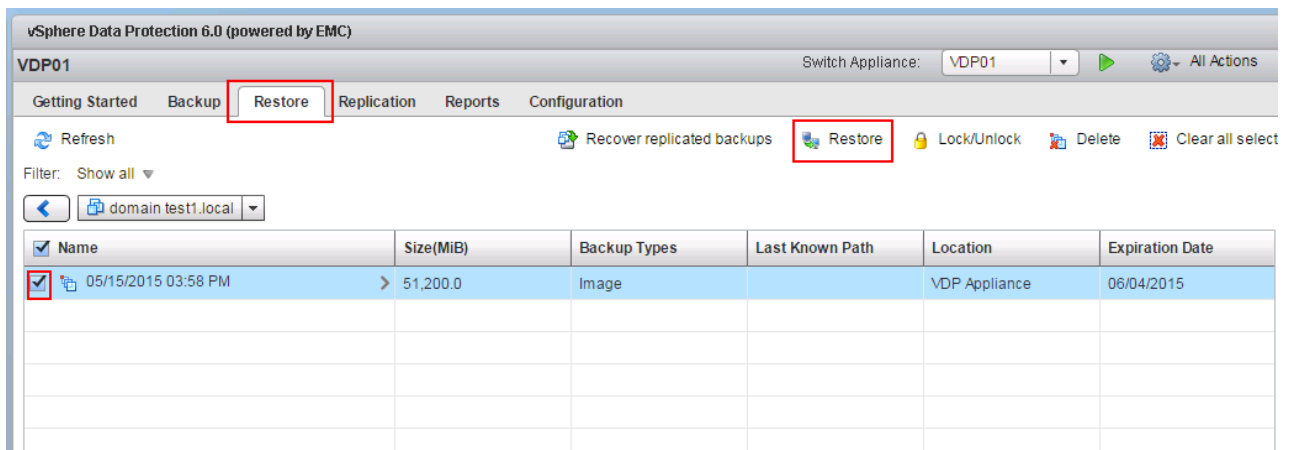 vSphere Data Protection 6.0 (powered by EMC)
VDP01 Switch Appliance: VDP01 All Actions
Getting Started Backup Restore Replication Reports Configuration
Refresh Recover replicated backups Restore Lock/Unlock Delete Clear all select
Filter: Show all
domain test1.local
Name Size(MiB) Backup Types Last Known Path Location Expiration Date
05/15/2015 03:58 PM 51,200.0 Image VDP Appliance 06/04/2015